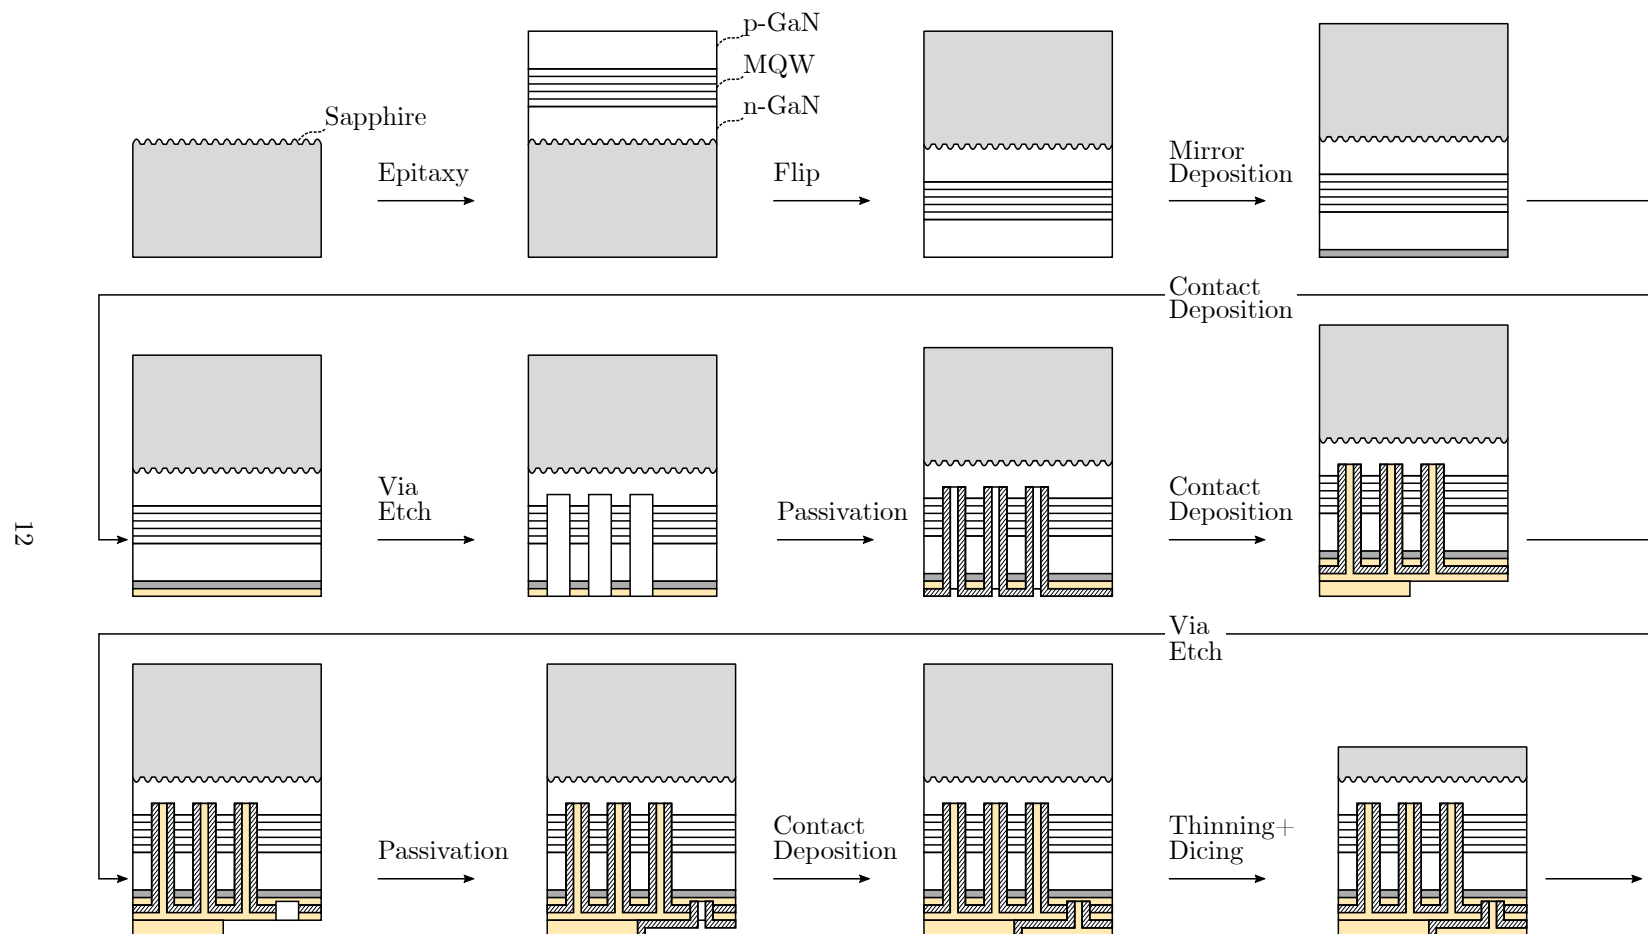 p-GaN
MQW
n-GaN
Sapphire
Epitaxy
Flip
Mirror
Deposition
Contact
Deposition
Via
Etch
Passivation
Contact
Deposition
12
Via
Etch
Passivation
Contact
Deposition
Thinning+
Dicing